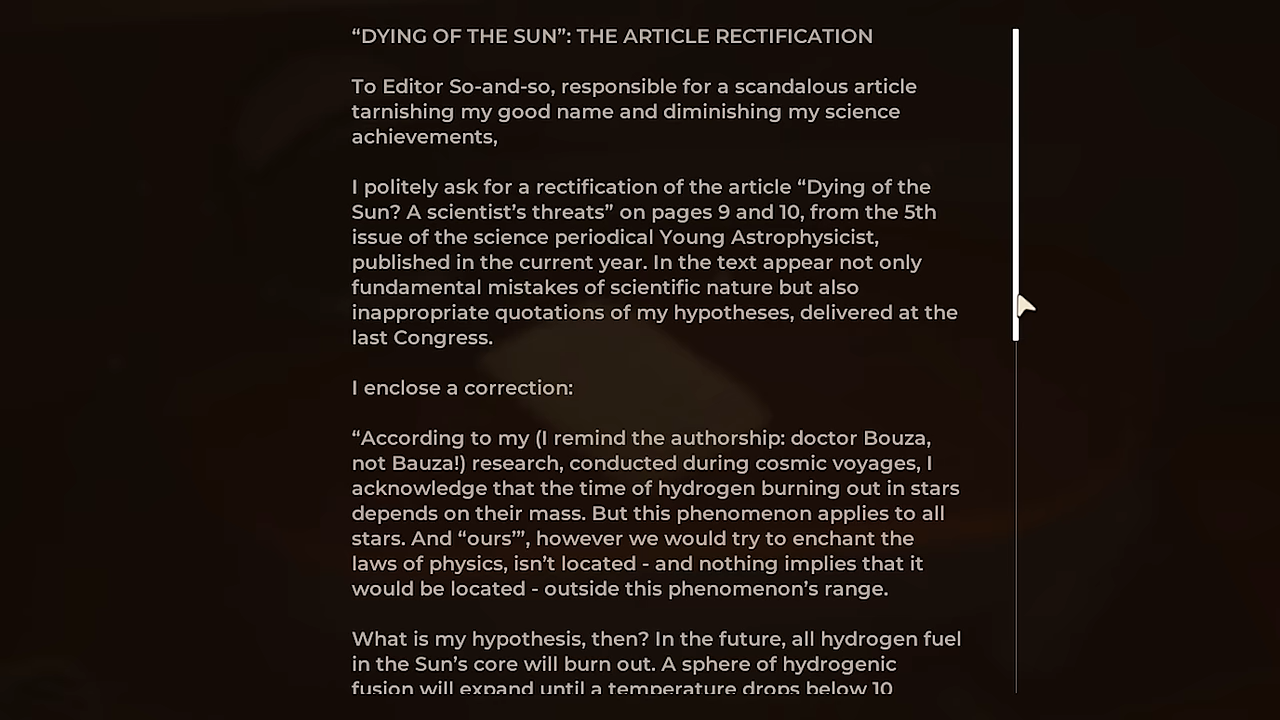 “DYING OF THE SUN”: THE ARTICLE RECTIFICATION
To Editor So-and-so, responsible for a scandalous article
tarnishing my good name and diminishing my science
achievements,
I politely ask for a rectification of the article “Dying of the
Sun? A scientist’s threats” on pages 9 and 10, from the 5th
issue of the science periodical Young Astrophysicist,
published in the current year. In the text appear not only
fundamental mistakes of scientific nature but also
inappropriate quotations of my hypotheses, delivered at the
last Congress.
I enclose a correction:
“According to my (I remind the authorship: doctor Bouza,
not Bauza!) research, conducted during cosmic voyages, I
acknowledge that the time of hydrogen burning out in stars
depends on their mass. But this phenomenon applies to all
stars. And “ours”’, however we would try to enchant the
laws of physics, isn’t located - and nothing implies that it
would be located - outside this phenomenon’s range.
What is my hypothesis, then? In the future, all hydrogen fuel
in the Sun’s core will burn out. A sphere of hydrogenic
fusion will expand until a temperature drops below 10